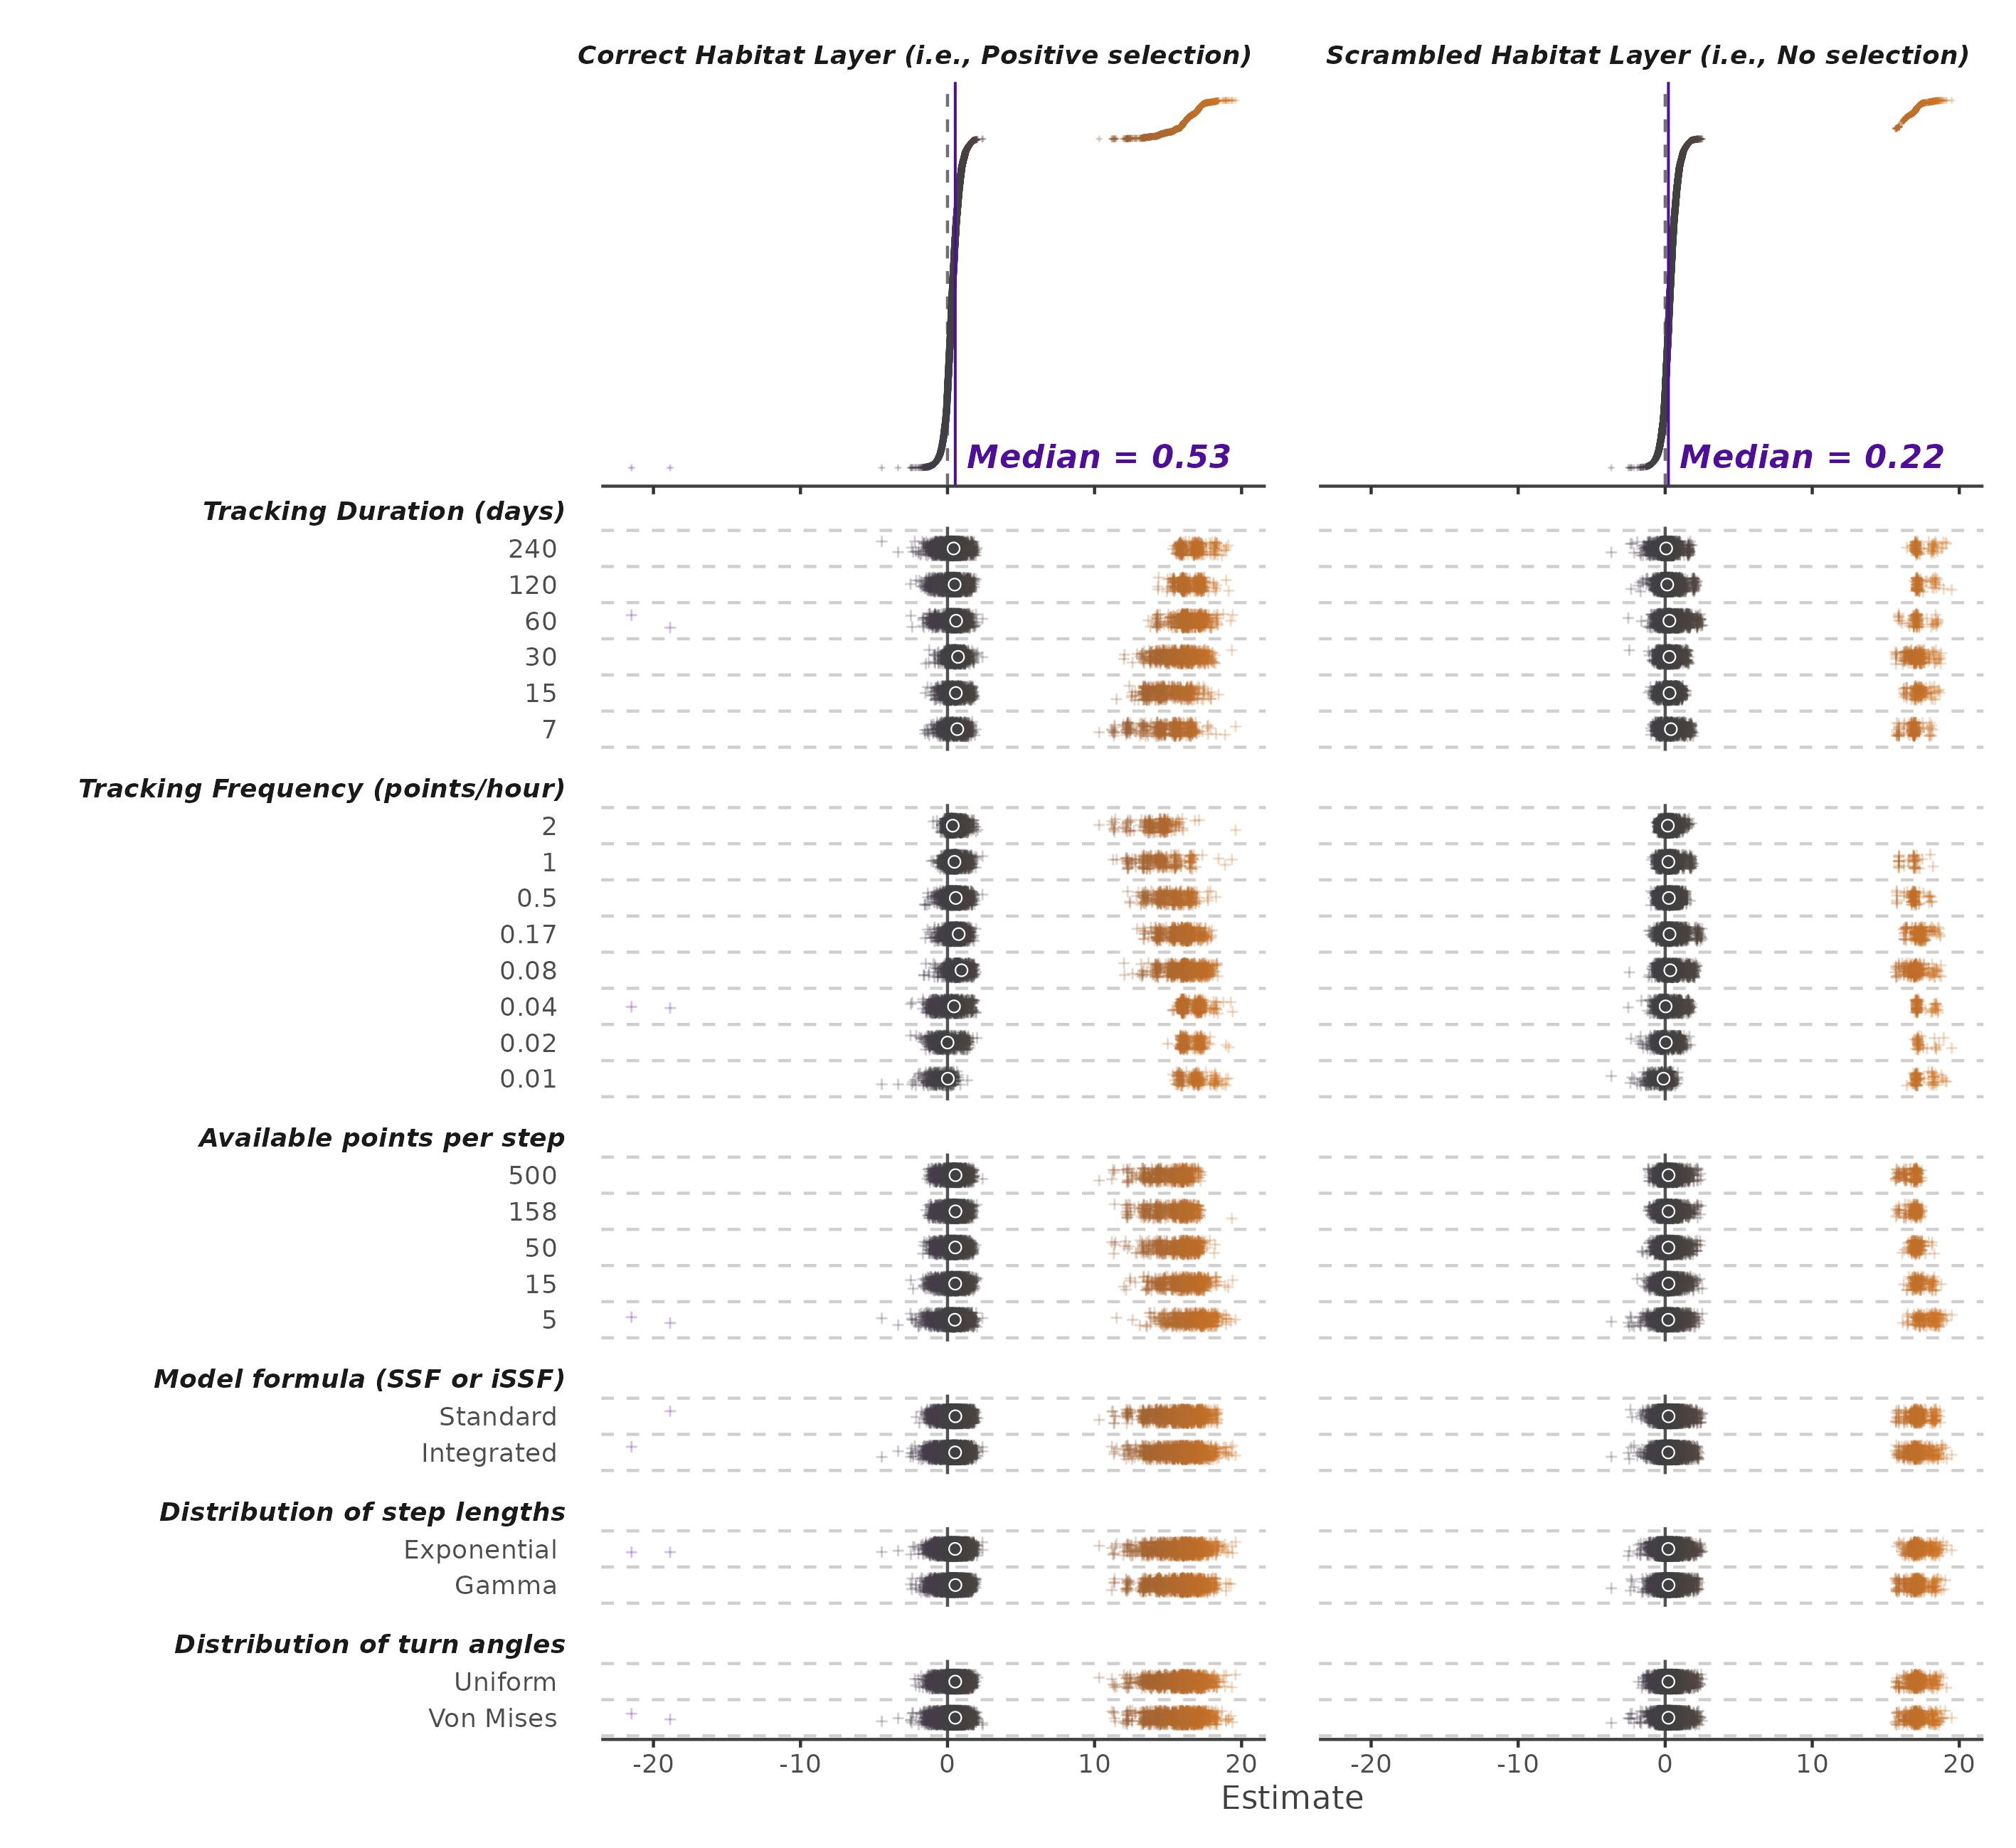 Correct Habitat Layer (i.e., Positive selection)
Scrambled Habitat Layer (i.e., No selection)
Median = 0.53
Median = 0.22
Tracking Duration (days)
240
120
60
30
15
7
Tracking Frequency (points/hour)
2
1
0.5
0.17
0.08
0.04
0.02
0.01
Available points per step
500
158
50
15
5
Model formula (SSF or iSSF)
Standard
Integrated
Distribution of step lengths
Exponential
Gamma
Distribution of turn angles
Uniform
Von Mises
-20 -10 0 10 20
-20 -10 0 10 20
Estimate